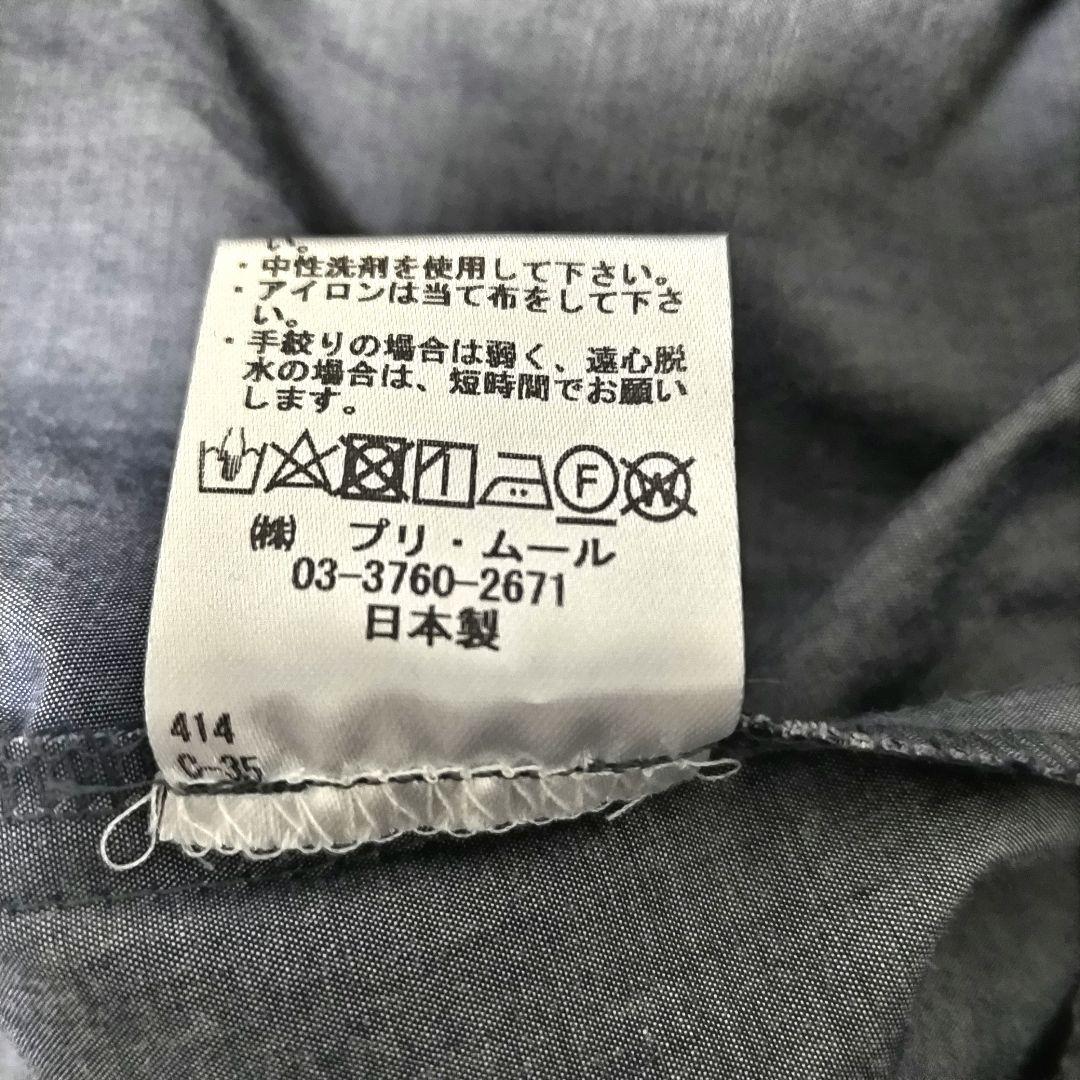 い。
・中性洗剤を使用して下さい。
・アイロンは当て布をして下さ
い。
・手絞りの場合は弱く、遠心脱
水の場合は、短時間でお願い
します。
F W
㈱ プリ・ムール
03-3760-2671
日本製
414
C-35